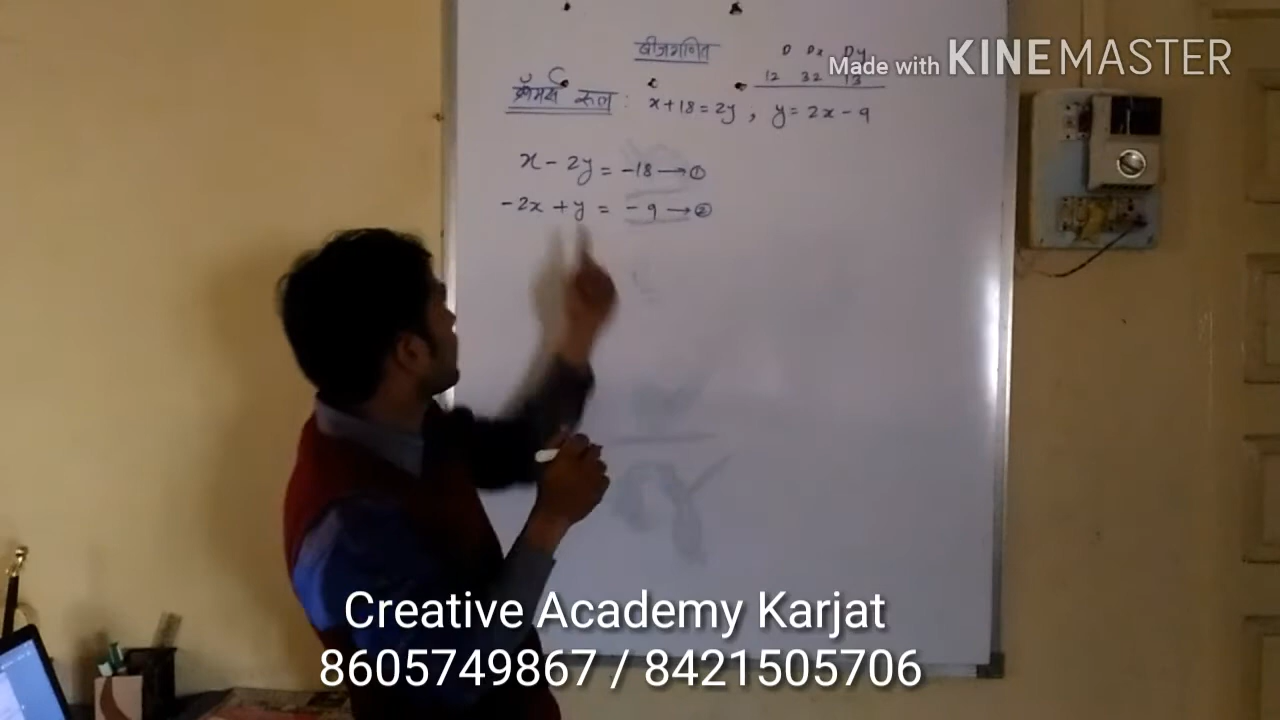 Made with KINEMASTER
बीजगणित
D Dx Dy
12 32 13
क्रॅमर्स रूल : x + 18 = 2y , y = 2x - 9
x - 2y = -18 → ①
-2x + y = - 9 → ②
Creative Academy Karjat
8605749867 / 8421505706